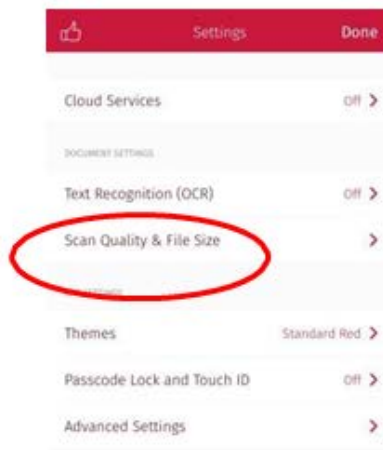 Settings Done
Cloud Services Off
DOCUMENT SETTINGS
Text Recognition (OCR) Off
Scan Quality & File Size
SETTINGS
Themes Standard Red
Passcode Lock and Touch ID Off
Advanced Settings